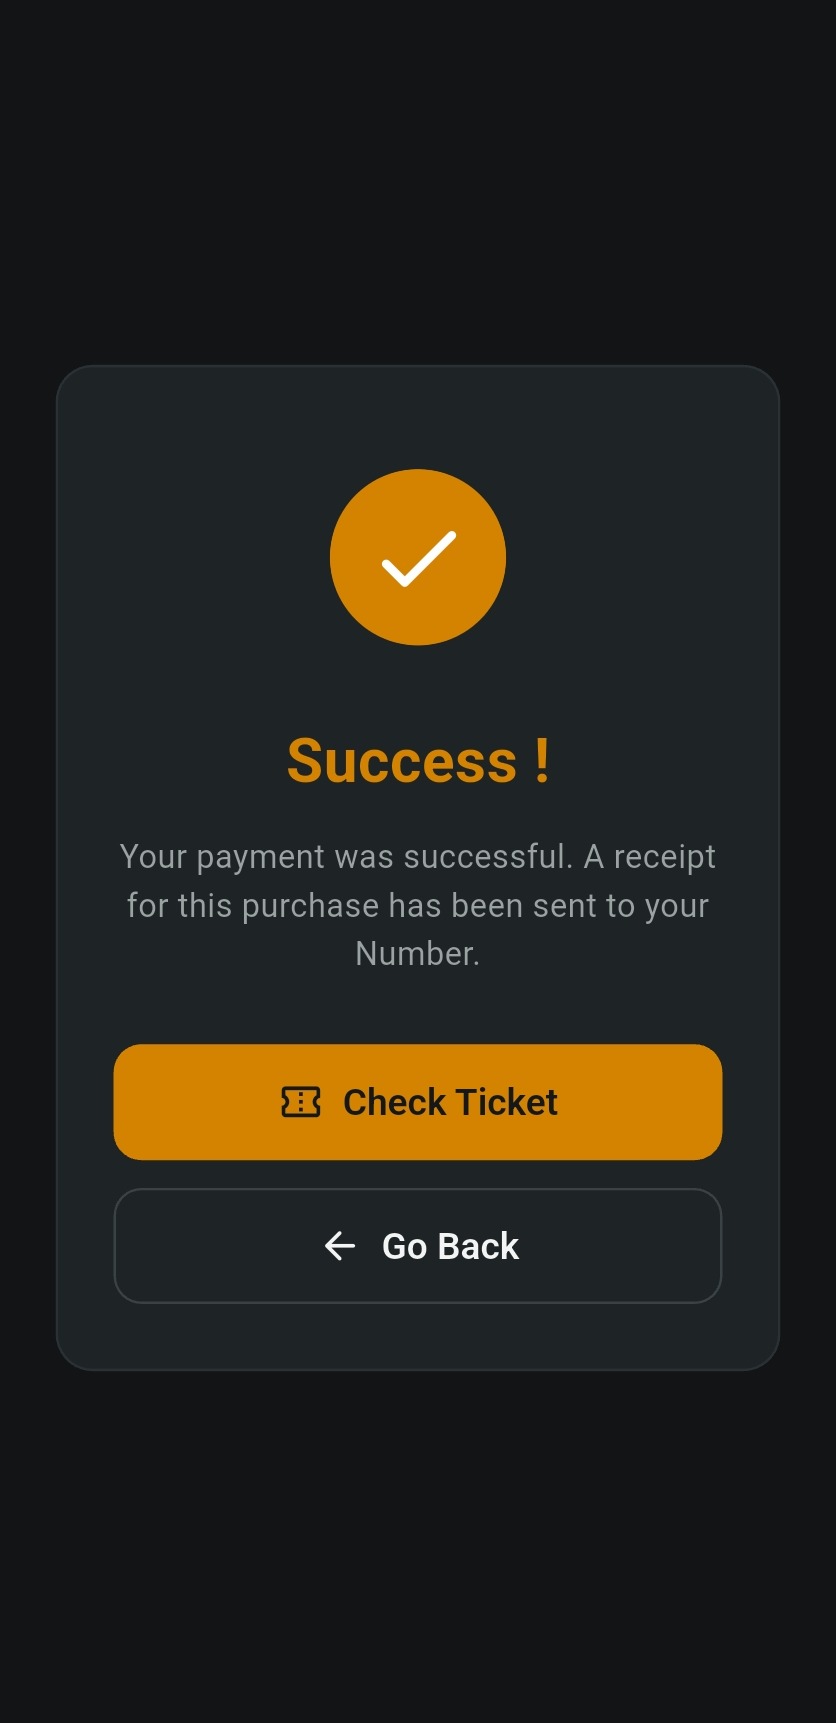 Success !
Your payment was successful. A receipt
for this purchase has been sent to your
Number.
Check Ticket
Go Back